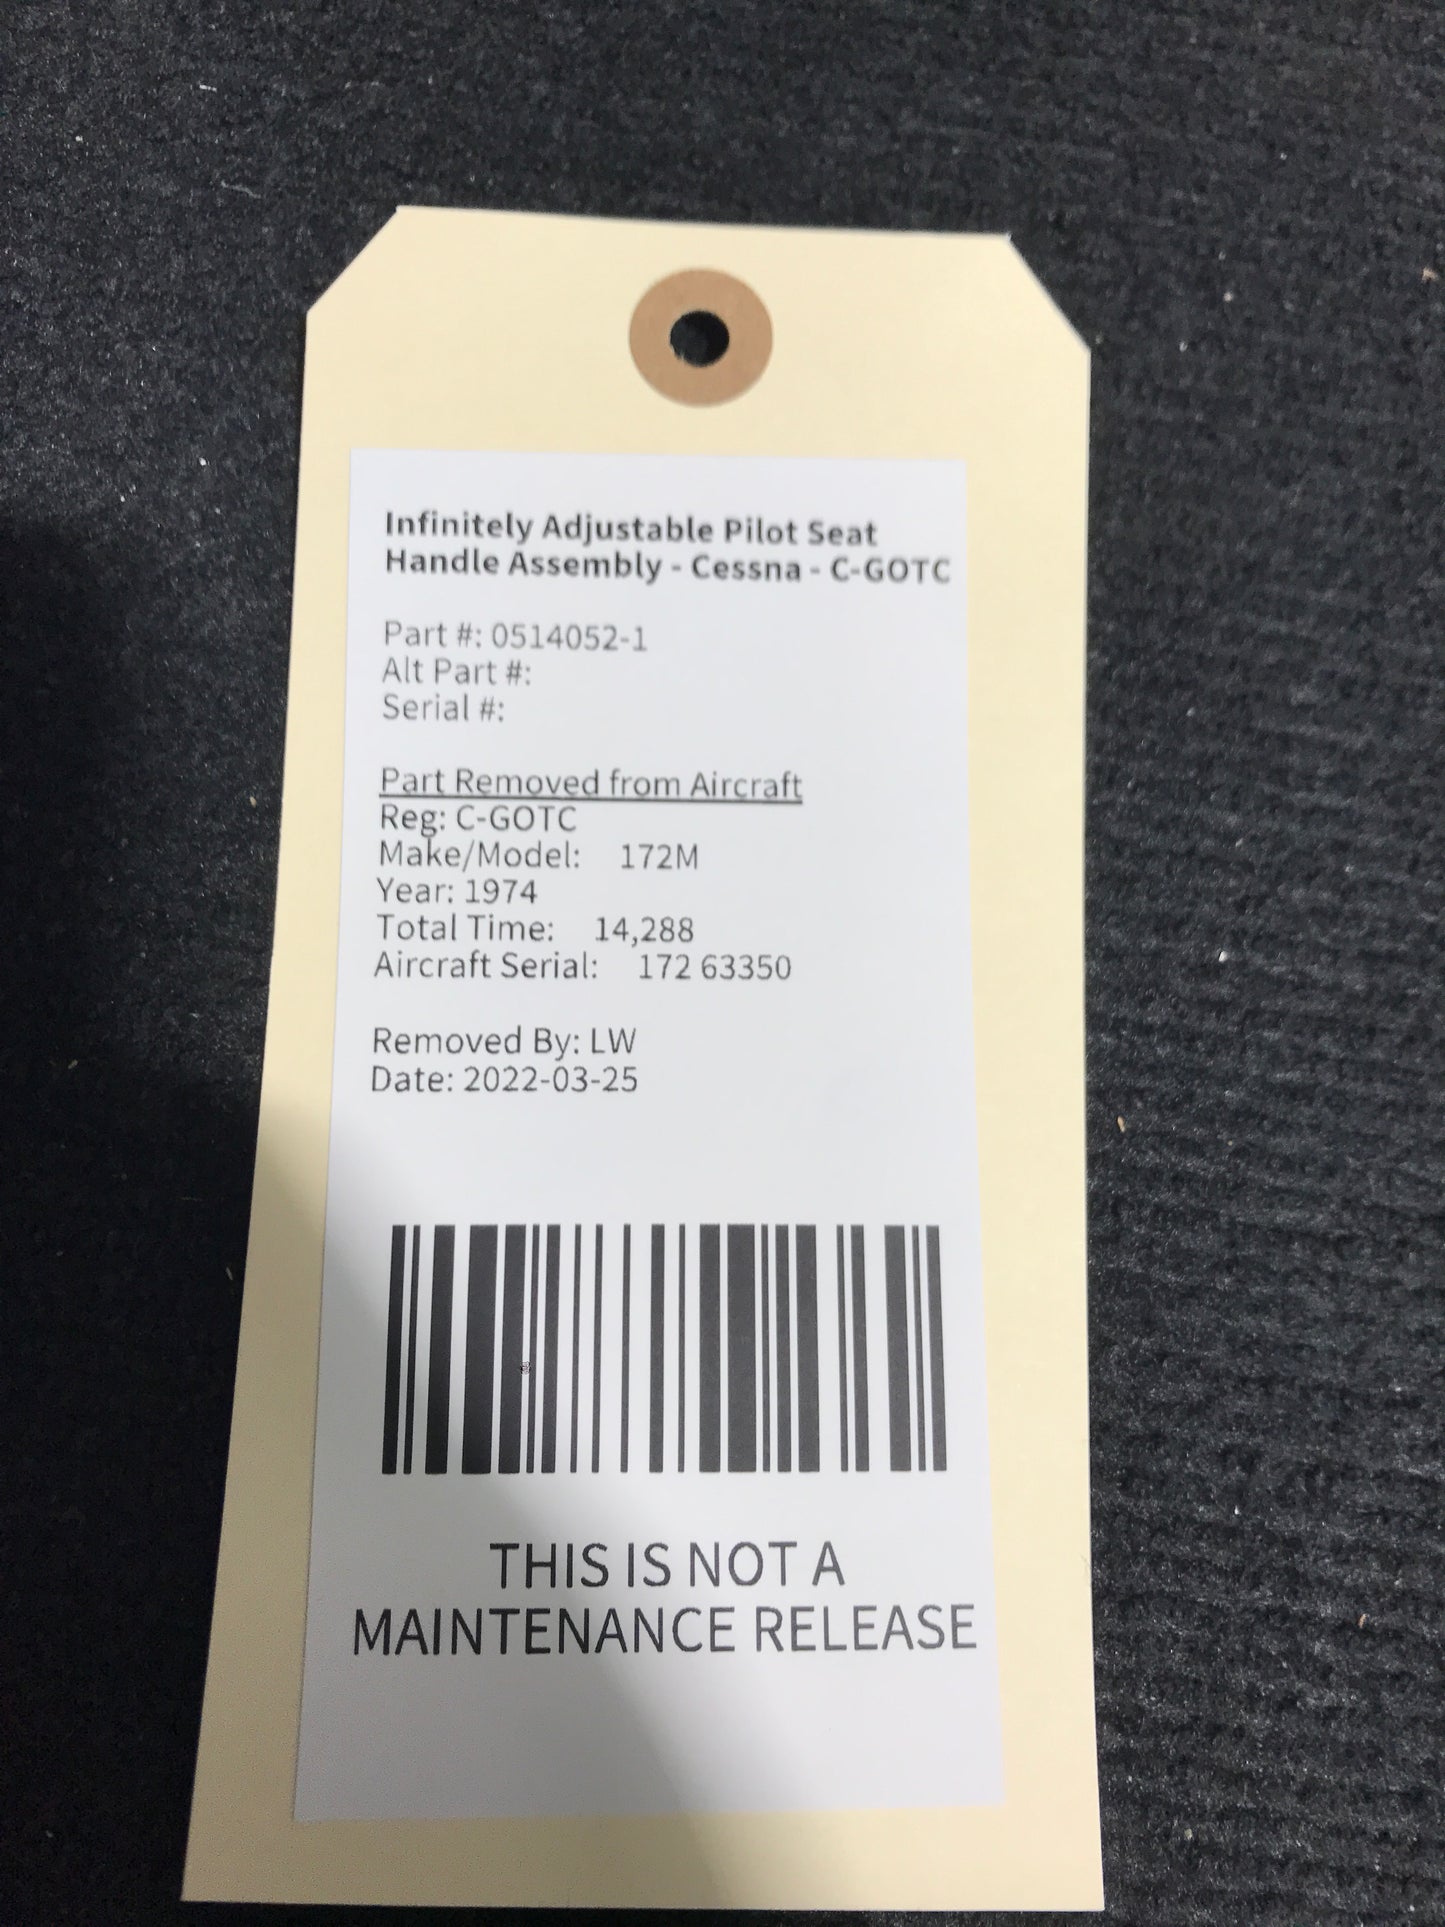 Infinitely Adjustable Pilot Seat
Handle Assembly - Cessna - C-GOTC
Part #: 0514052-1
Alt Part #:
Serial #:
Part Removed from Aircraft
Reg: C-GOTC
Make/Model: 172M
Year: 1974
Total Time: 14,288
Aircraft Serial: 172 63350
Removed By: LW
Date: 2022-03-25
THIS IS NOT A
MAINTENANCE RELEASE